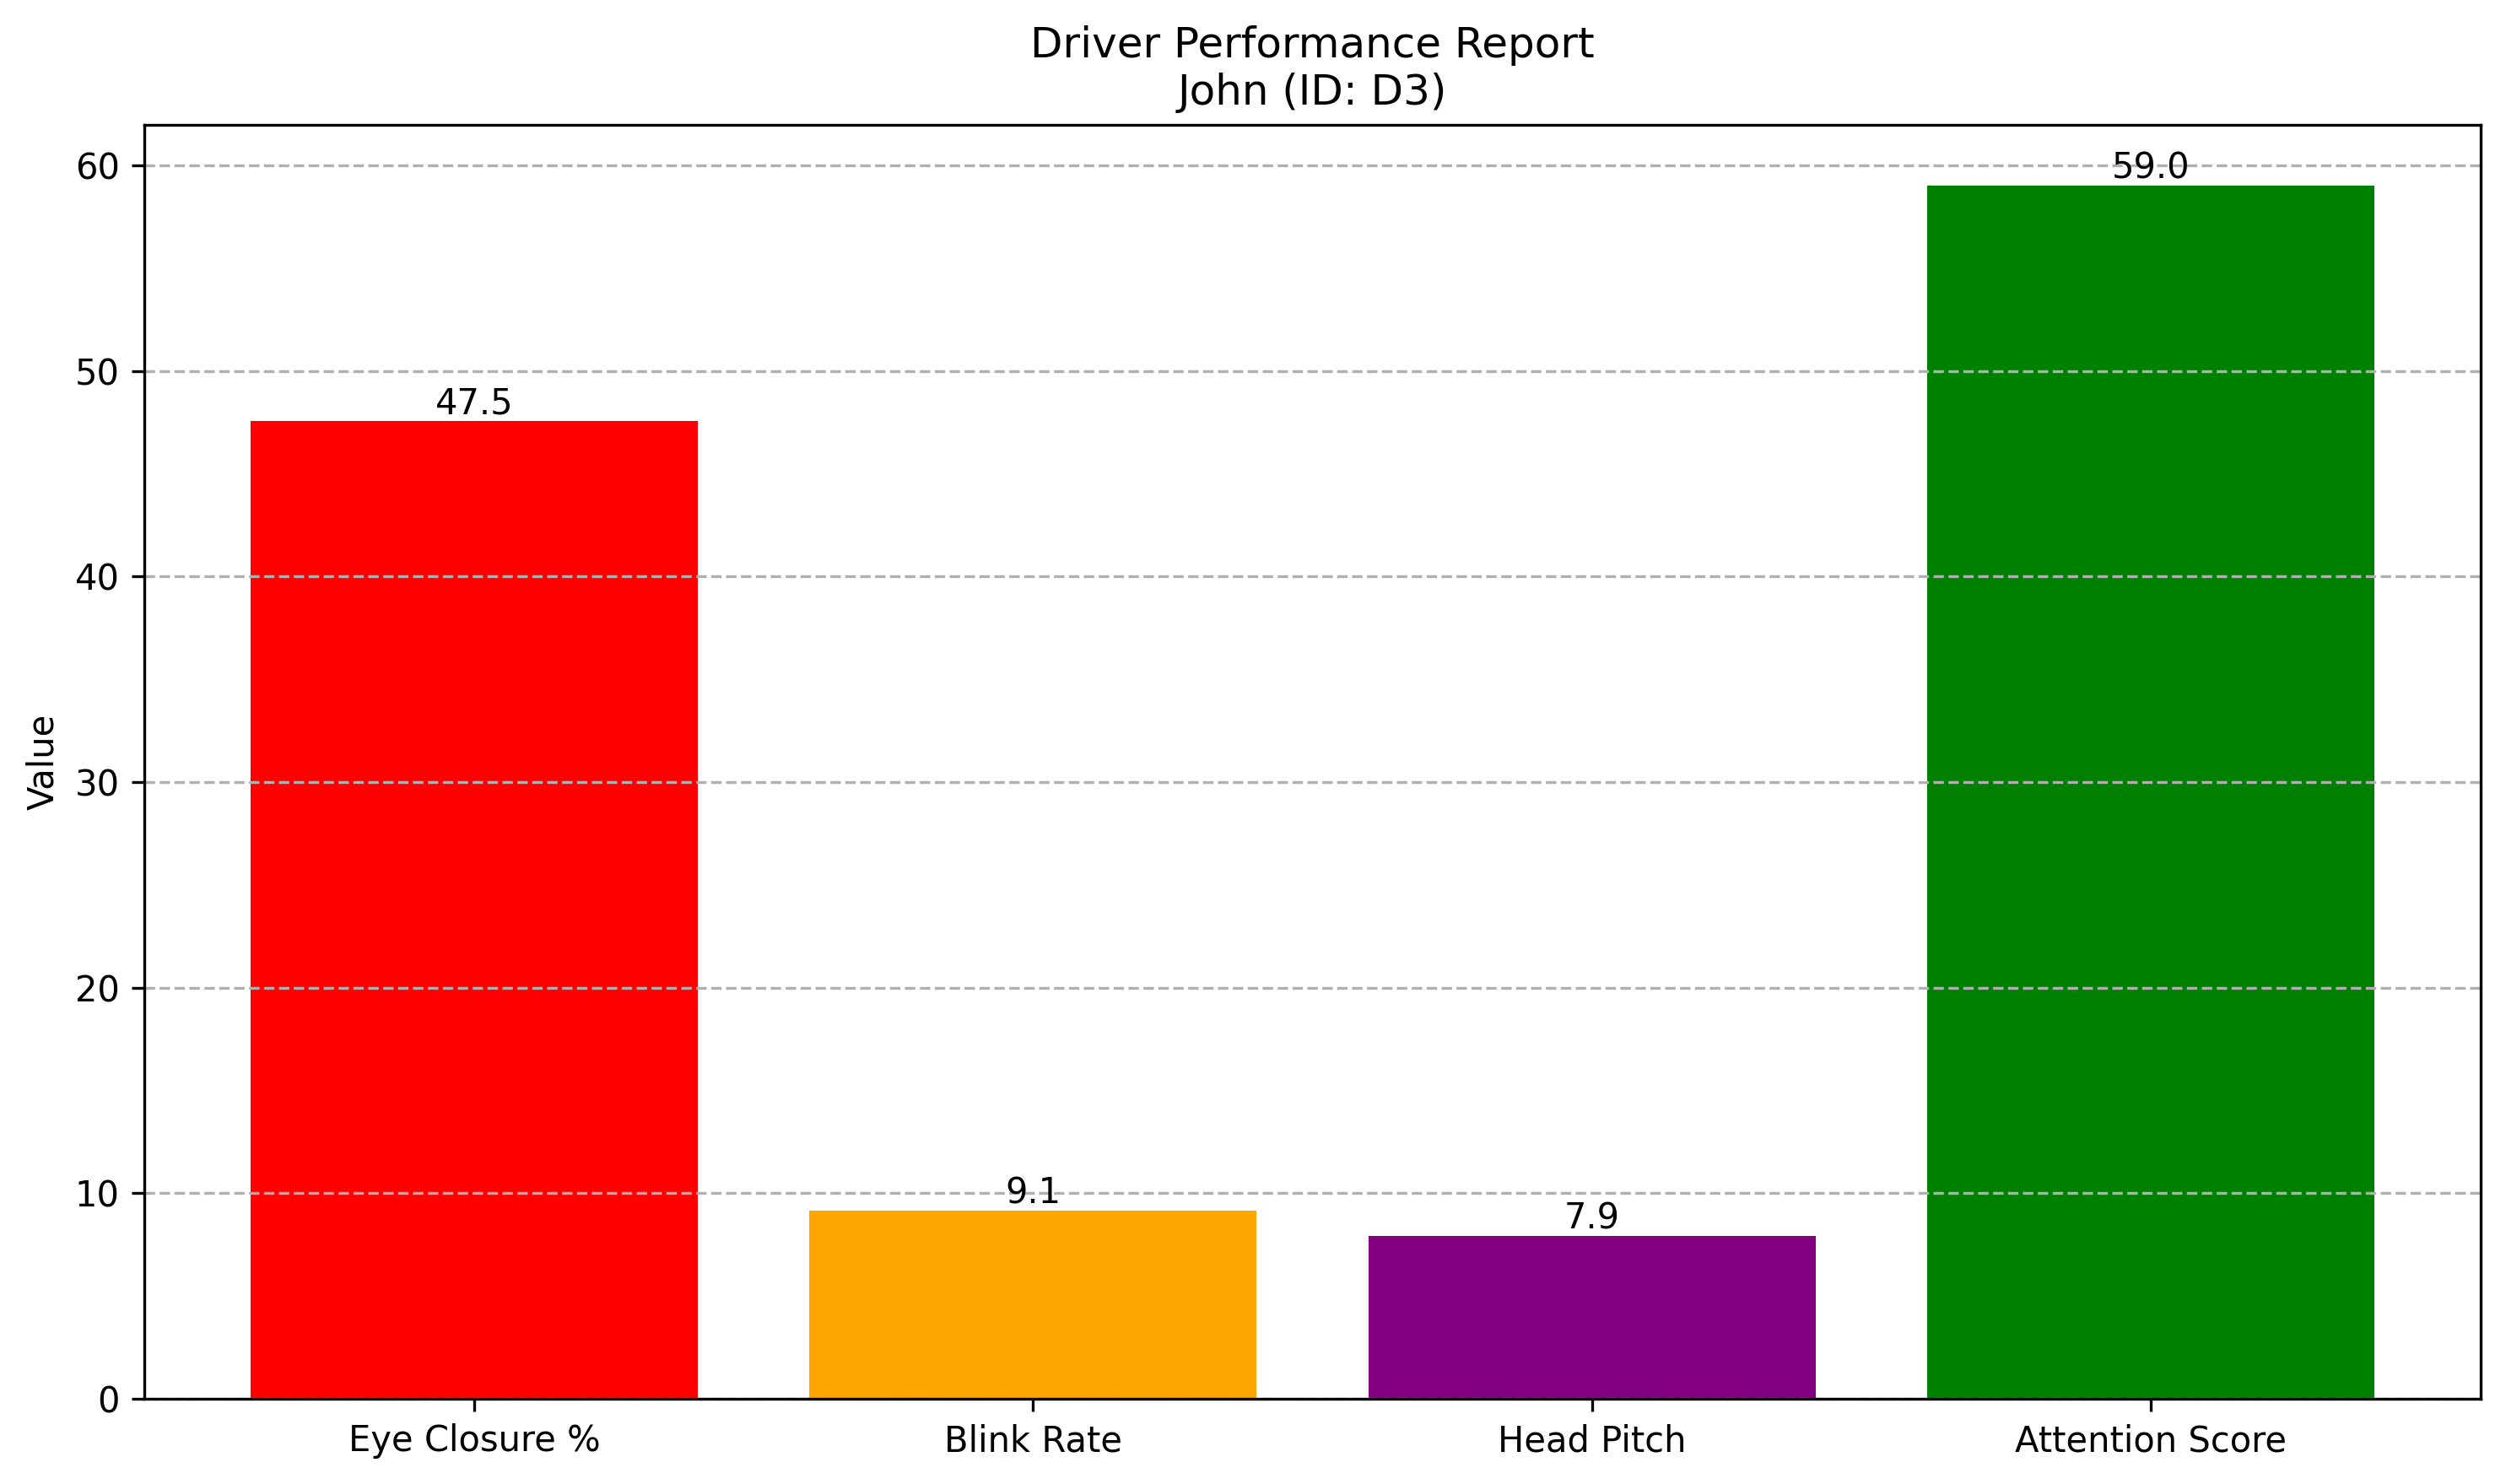 Driver Performance Report
John (ID: D3)
60
50
40
30
20
10
0
Value
47.5
9.1
7.9
59.0
Eye Closure %
Blink Rate
Head Pitch
Attention Score